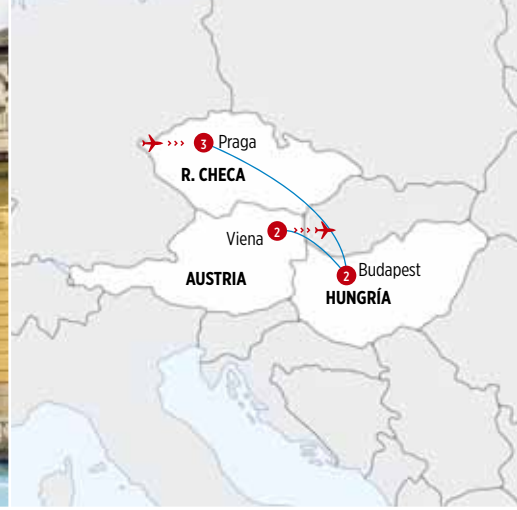 3 Praga
R. CHECA
Viena 2
2 Budapest
AUSTRIA
HUNGRÍA